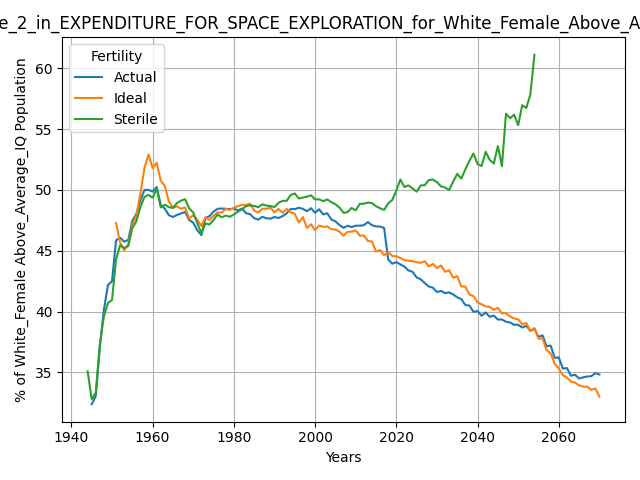 e_2_in_EXPENDITURE_FOR_SPACE_EXPLORATION_for_White_Female_Above_A
Fertility
Actual
Ideal
Sterile
% of White_Female Above_Average_IQ Population
60
55
50
45
40
35
1940 1960 1980 2000 2020 2040 2060
Years